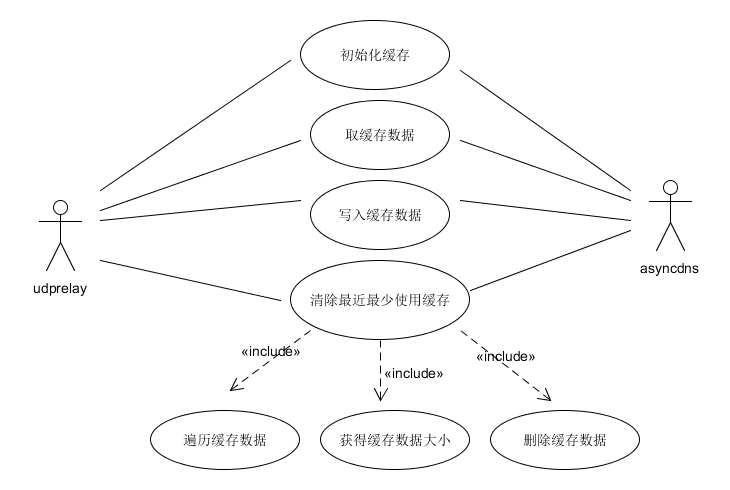 初始化缓存
取缓存数据
写入缓存数据
udprelay
asyncdns
清除最近最少使用缓存
«include»
«include»
«include»
遍历缓存数据
获得缓存数据大小
删除缓存数据